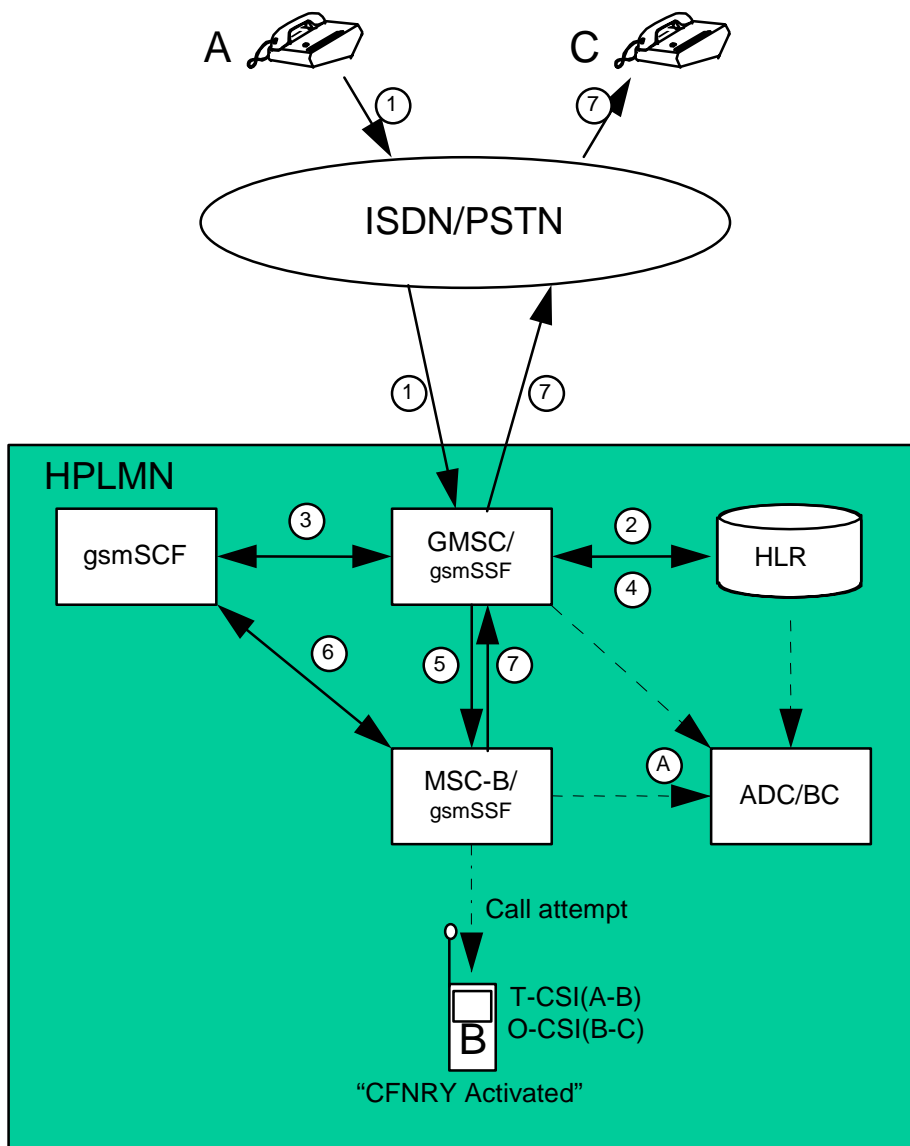 A
C
1
7
ISDN/PSTN
1
7
HPLMN
gsmSCF
3
GMSC/
gsmSSF
2
4
HLR
6
5
7
MSC-B/
gsmSSF
A
ADC/BC
Call attempt
T-CSI(A-B)
O-CSI(B-C)
B
“CFNRY Activated”